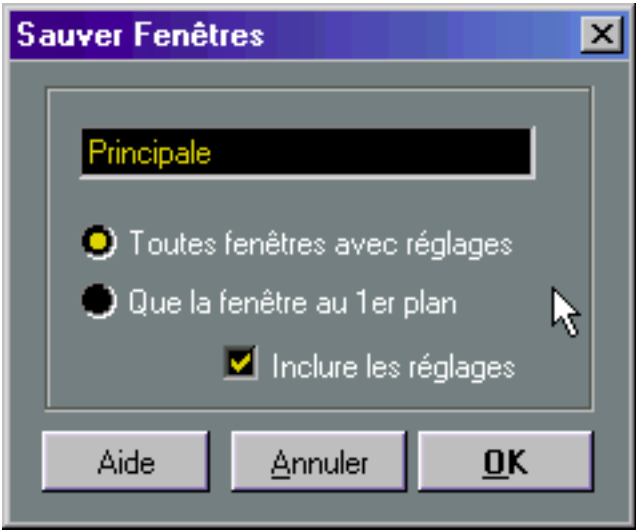 Sauver Fenêtres
Principale
Toutes fenêtres avec réglages
Que la fenêtre au 1er plan
Inclure les réglages
Aide Annuler OK